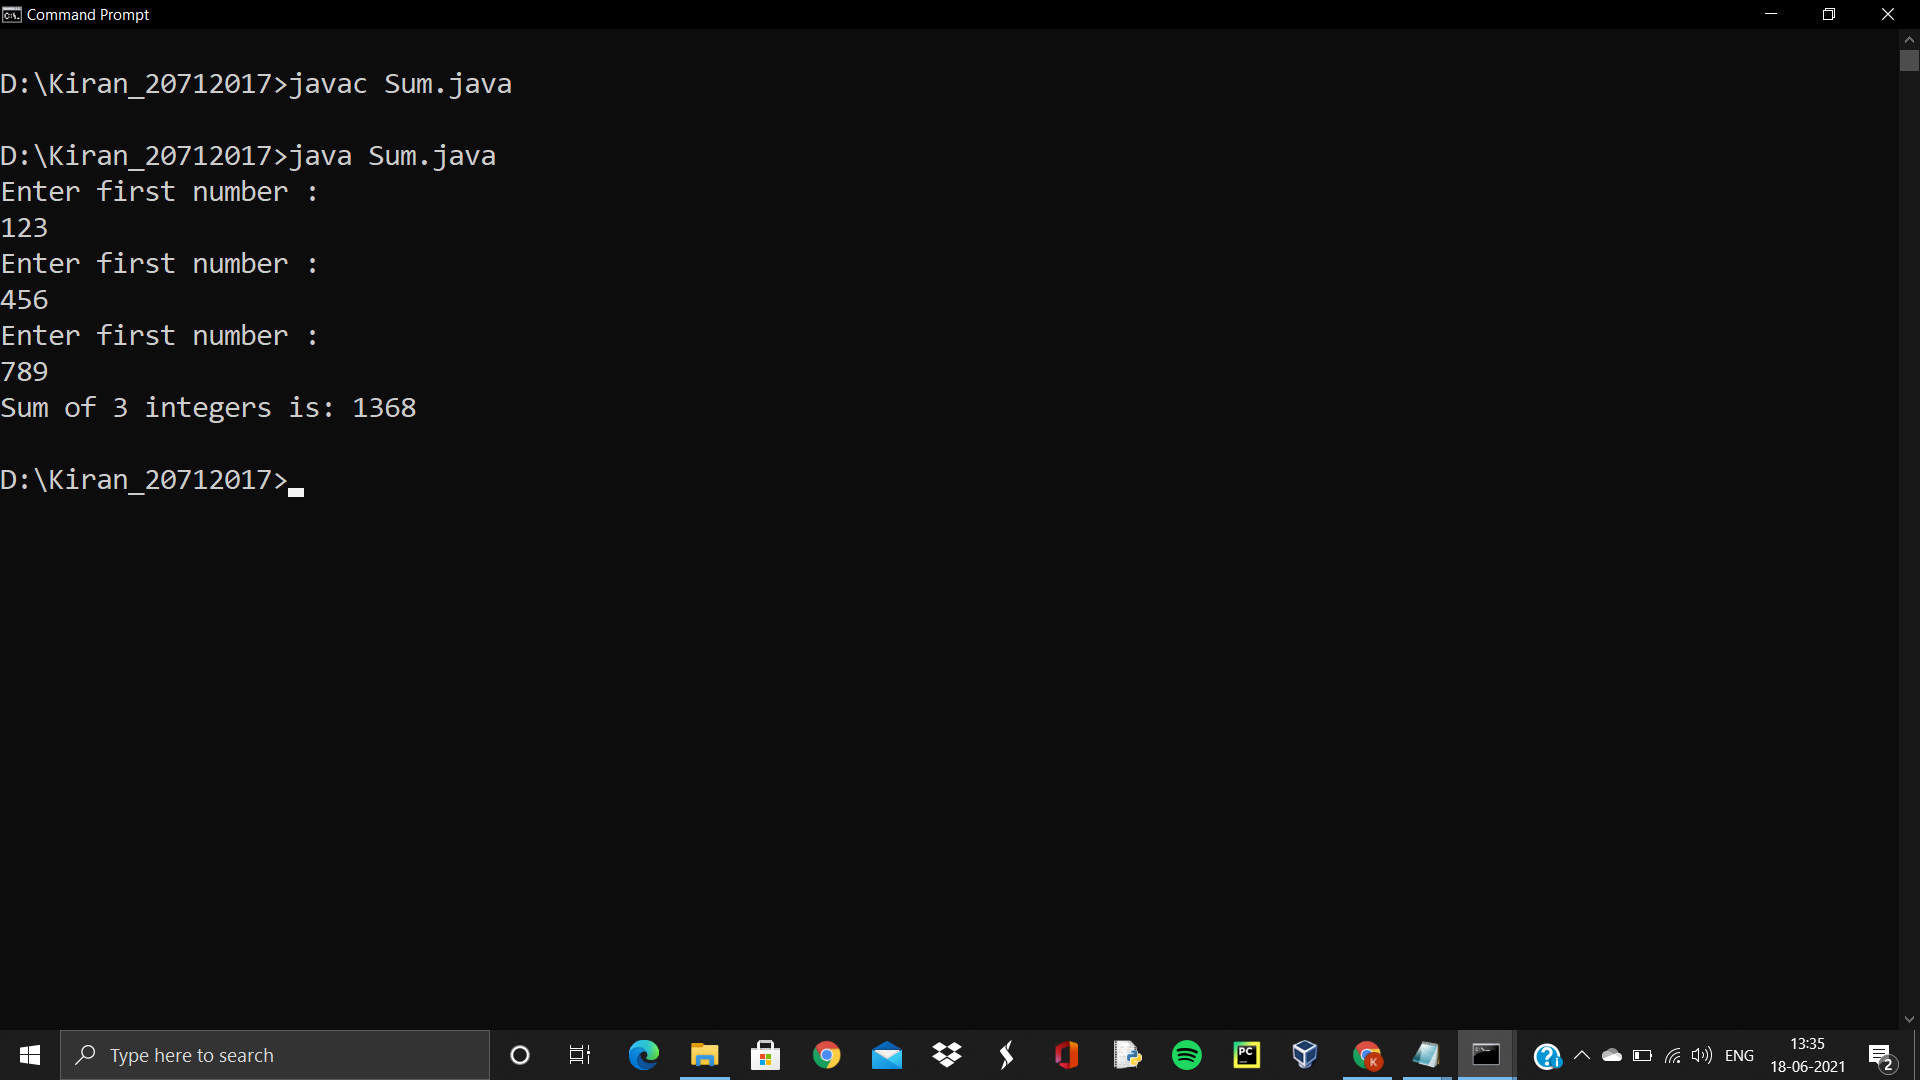 Command Prompt
D:\Kiran_20712017>javac Sum.java
D:\Kiran_20712017>java Sum.java
Enter first number :
123
Enter first number :
456
Enter first number :
789
Sum of 3 integers is: 1368
D:\Kiran_20712017>
Type here to search
PC
K
ENG
13:35
18-06-2021
2